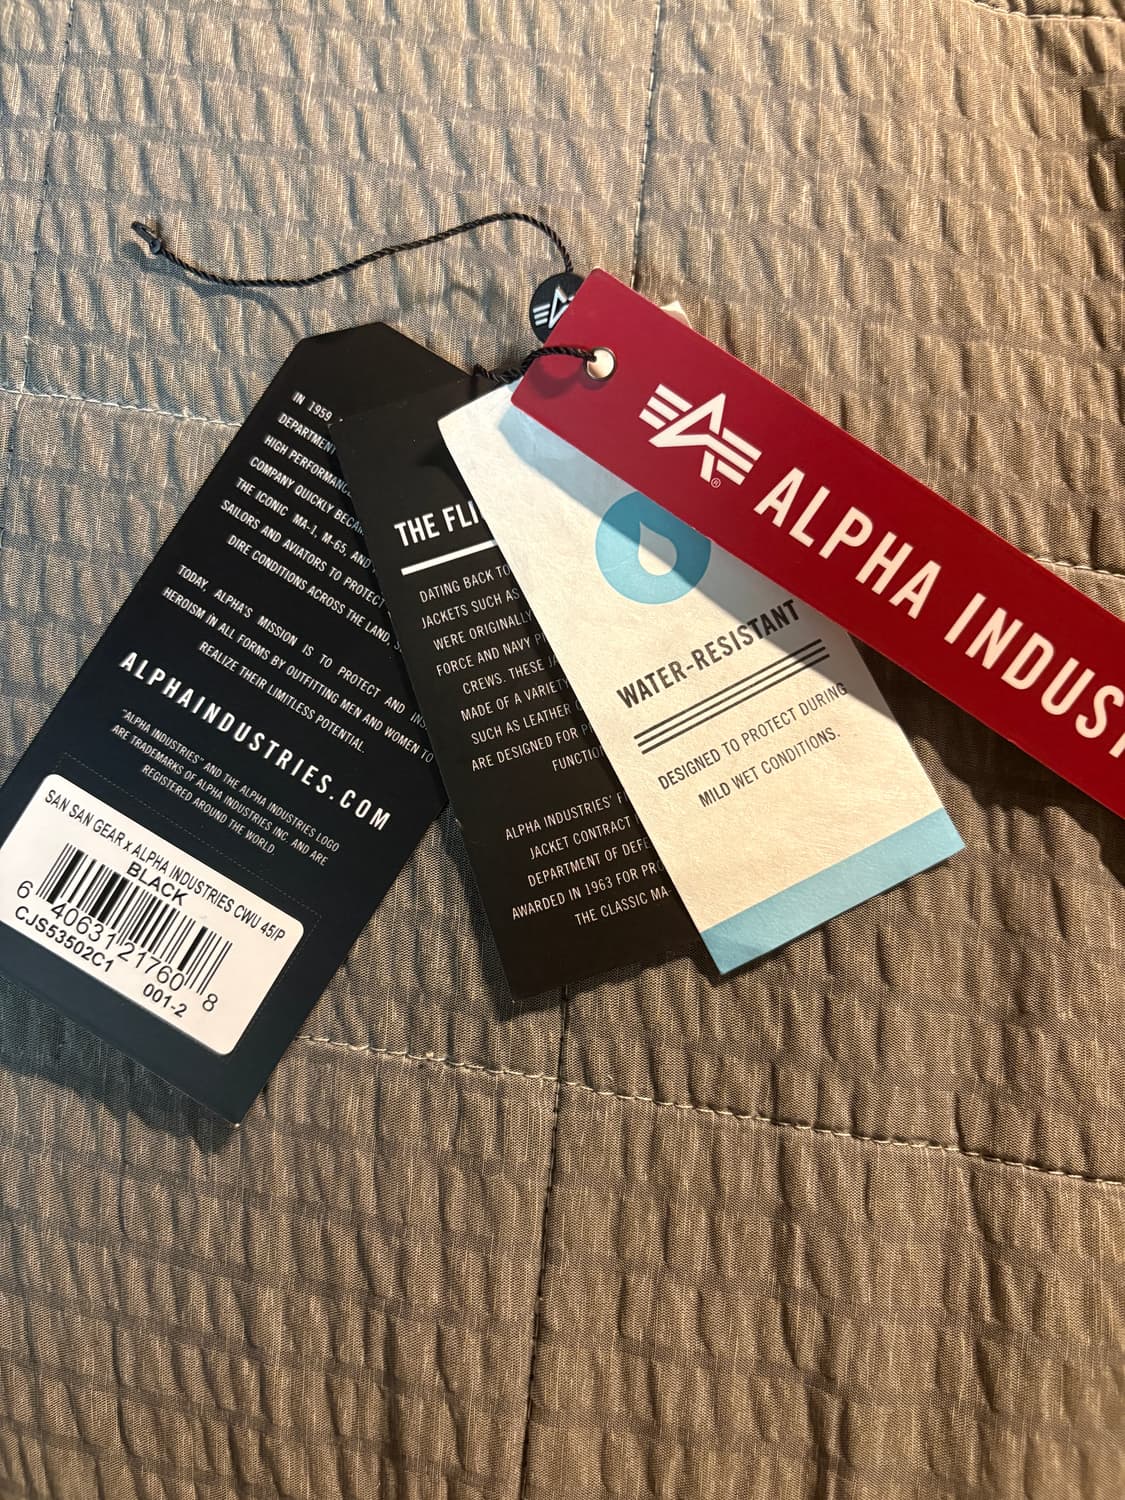 IN 1959
DEPARTMENT
HIGH PERFORMANC
COMPANY QUICKLY BECA
THE ICONIC MA-1, M-65, AND
SAILORS AND AVIATORS TO PROTECT
DIRE CONDITIONS ACROSS THE LAND, S
TODAY, ALPHA'S MISSION IS TO PROTECT AND INS
HEROISM IN ALL FORMS BY OUTFITTING MEN AND WOMEN TO
REALIZE THEIR LIMITLESS POTENTIAL.
ALPHAINDUSTRIES.COM
"ALPHA INDUSTRIES" AND THE ALPHA INDUSTRIES LOGO
ARE TRADEMARKS OF ALPHA INDUSTRIES INC. AND ARE
REGISTERED AROUND THE WORLD.
SAN SAN GEAR x ALPHA INDUSTRIES CWU 45/P
BLACK
6 40631 21760 8
CJS53502C1
001-2
THE FLI
DATING BACK TO
JACKETS SUCH AS
WERE ORIGINALLY
FORCE AND NAVY P
CREWS. THESE JA
MADE OF A VARIETY
SUCH AS LEATHER
ARE DESIGNED FOR P
FUNCTIO
ALPHA INDUSTRIES' F
JACKET CONTRACT
DEPARTMENT OF DEFE
AWARDED IN 1963 FOR PRO
THE CLASSIC MA-
WATER-RESISTANT
DESIGNED TO PROTECT DURING
MILD WET CONDITIONS.
ALPHA INDUST